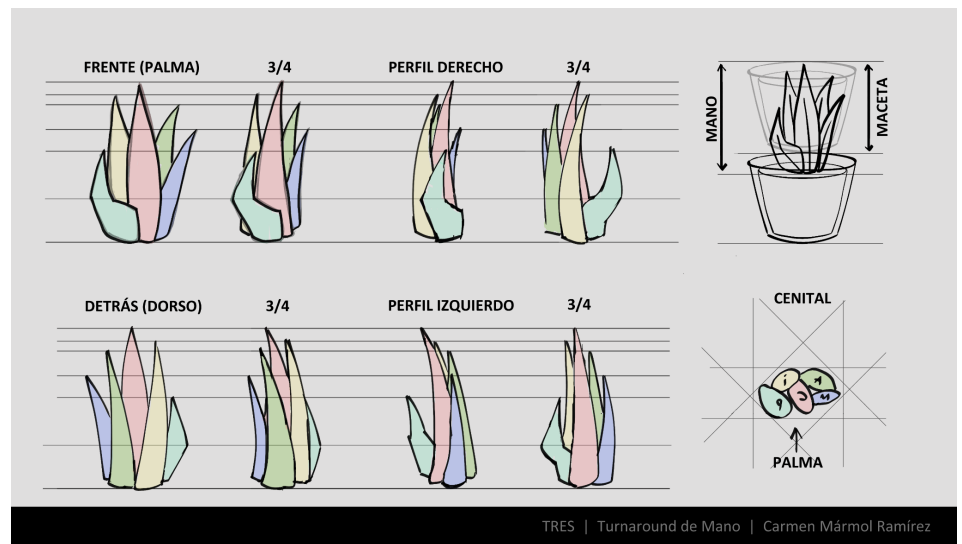 FRENTE (PALMA)
3/4
PERFIL DERECHO
3/4
MANO
MACETA
DETRÁS (DORSO)
3/4
PERFIL IZQUIERDO
3/4
CENITAL
PALMA
TRES | Turnaround de Mano | Carmen Mármol Ramírez